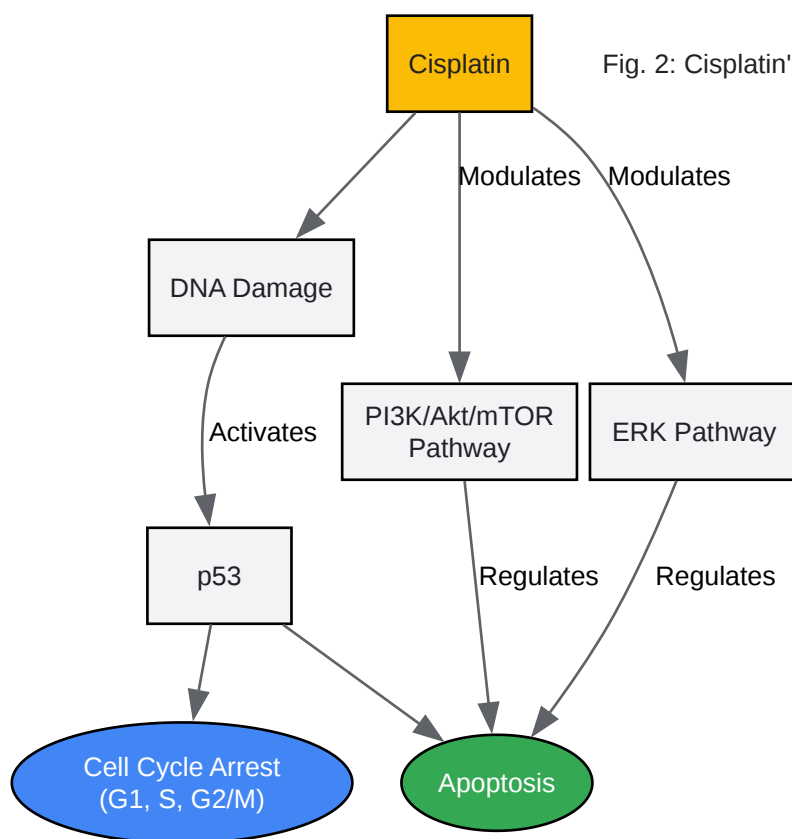 Cisplatin
Fig. 2: Cisplatin'
Modulates
Modulates
DNA Damage
PI3K/Akt/mTOR
Pathway
ERK Pathway
Activates
p53
Regulates
Regulates
Cell Cycle Arrest
(G1, S, G2/M)
Apoptosis